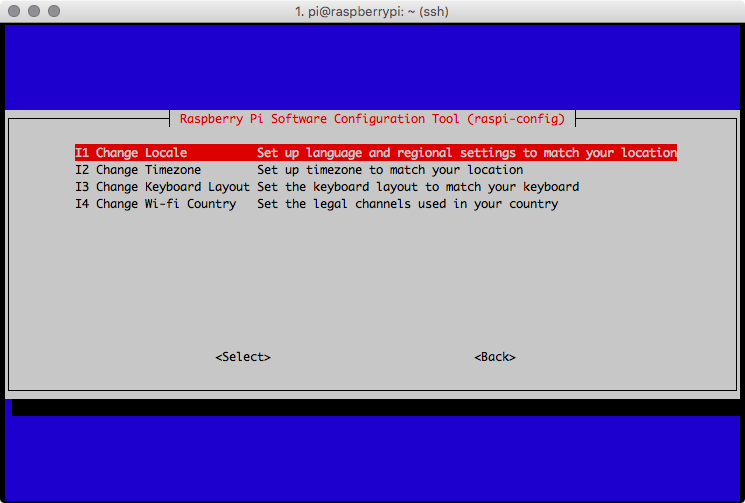 1. pi@raspberrypi: ~ (ssh)
Raspberry Pi Software Configuration Tool (raspi-config)
I1 Change Locale Set up language and regional settings to match your location
I2 Change Timezone Set up timezone to match your location
I3 Change Keyboard Layout Set the keyboard layout to match your keyboard
I4 Change Wi-fi Country Set the legal channels used in your country
<Select> <Back>